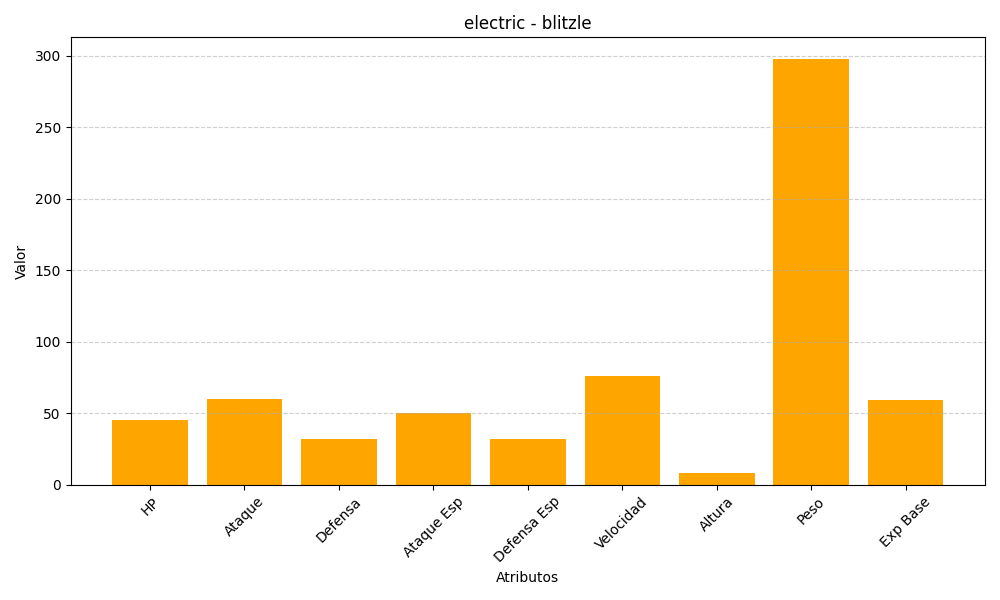 electric - blitzle
Valor
300
250
200
150
100
50
0
HP
Ataque
Defensa
Ataque Esp
Defensa Esp
Velocidad
Altura
Peso
Exp Base
Atributos